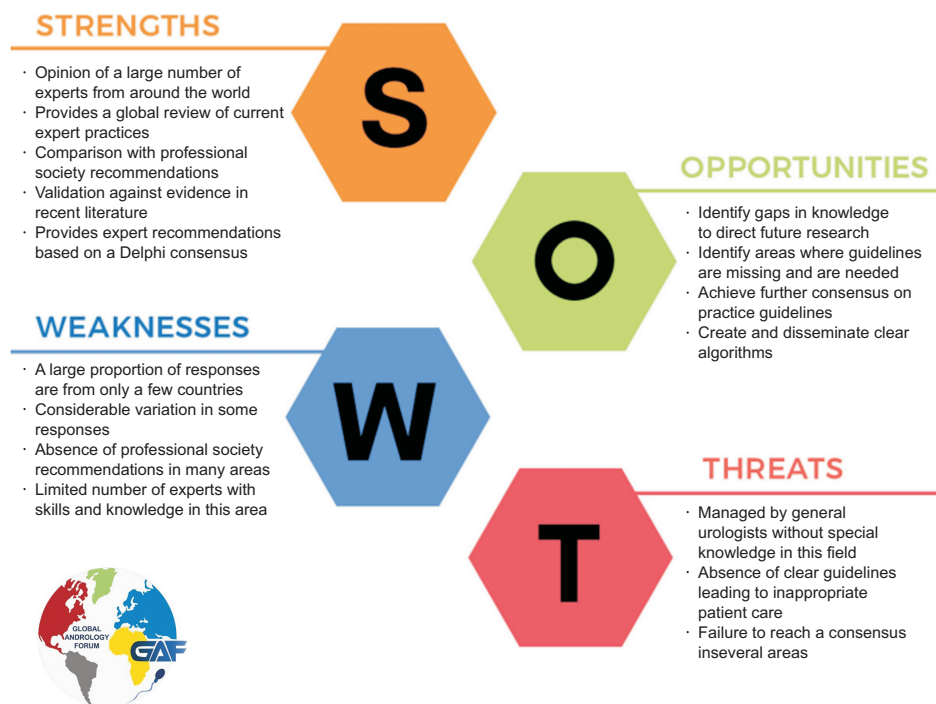 STRENGTHS
· Opinion of a large number of
experts from around the world
· Provides a global review of current
expert practices
· Comparison with professional
society recommendations
· Validation against evidence in
recent literature
· Provides expert recommendations
based on a Delphi consensus
S
OPPORTUNITIES
· Identify gaps in knowledge
to direct future research
· Identify areas where guidelines
are missing and are needed
· Achieve further consensus on
practice guidelines
· Create and disseminate clear
algorithms
O
WEAKNESSES
· A large proportion of responses
are from only a few countries
· Considerable variation in some
responses
· Absence of professional society
recommendations in many areas
· Limited number of experts with
skills and knowledge in this area
W
THREATS
· Managed by general
urologists without special
knowledge in this field
· Absence of clear guidelines
leading to inappropriate
patient care
· Failure to reach a consensus
inseveral areas
T
GLOBAL
ANDROLOGY
FORUM
GAF